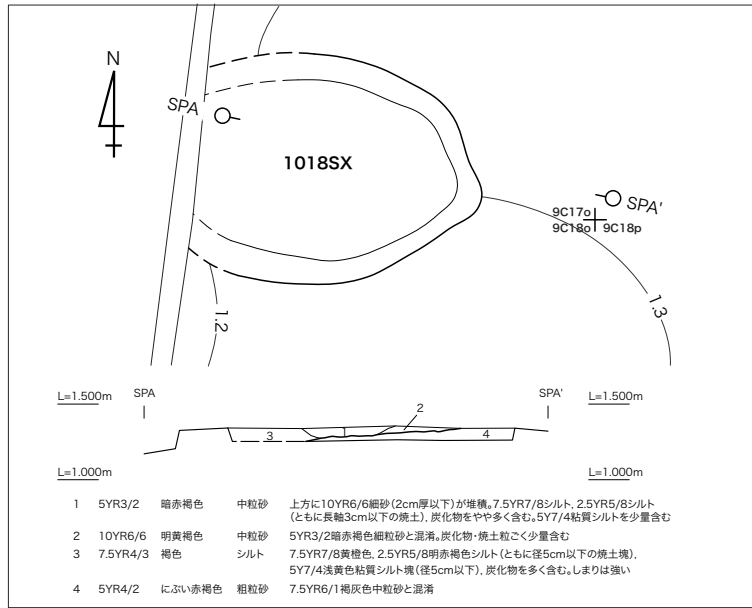 N
SPA
1018SX
SPA'
9C17o
9C18o 9C18p
1.2
1.3
L=1.500m SPA SPA' L=1.500m
2
3 4
L=1.000m L=1.000m
1 5YR3/2 暗赤褐色 中粒砂 上方に10YR6/6細砂(2cm厚以下)が堆積。7.5YR7/8シルト, 2.5YR5/8シルト
(ともに長軸3cm以下の焼土), 炭化物をやや多く含む。5Y7/4粘質シルトを少量含む
2 10YR6/6 明黄褐色 中粒砂 5YR3/2暗赤褐色細粒砂と混淆。炭化物・焼土粒ごく少量含む
3 7.5YR4/3 褐色 シルト 7.5YR7/8黄橙色, 2.5YR5/8明赤褐色シルト(ともに径5cm以下の焼土塊),
5Y7/4浅黄色粘質シルト塊(径5cm以下), 炭化物を多く含む。しまりは強い
4 5YR4/2 にぶい赤褐色 粗粒砂 7.5YR6/1褐灰色中粒砂と混淆